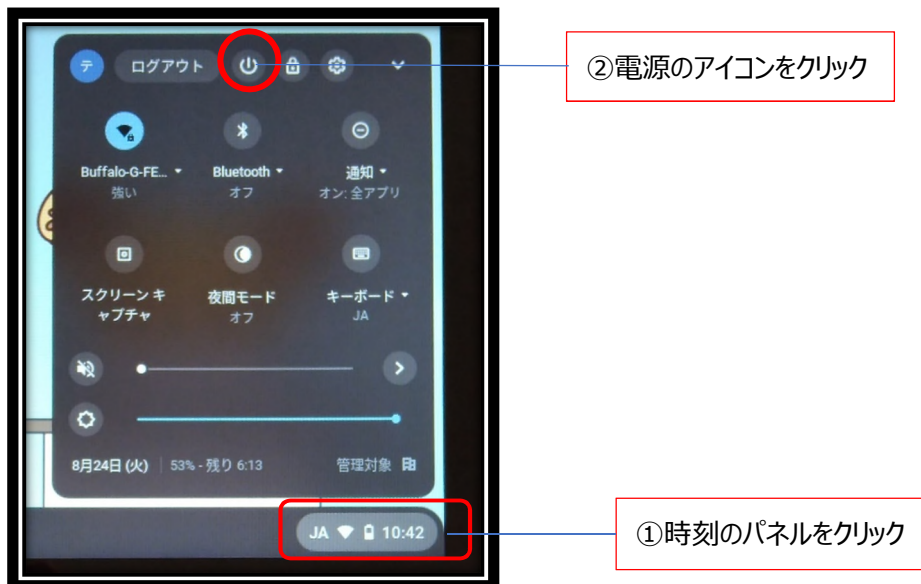 テ ログアウト
②電源のアイコンをクリック
Buffalo-G-FE... Bluetooth 通知
強い オフ オン: 全アプリ
スクリーン キ 夜間モード キーボード
ャプチャ オフ JA
8月24日 (火) 53% - 残り 6:13 管理対象
JA 10:42
①時刻のパネルをクリック